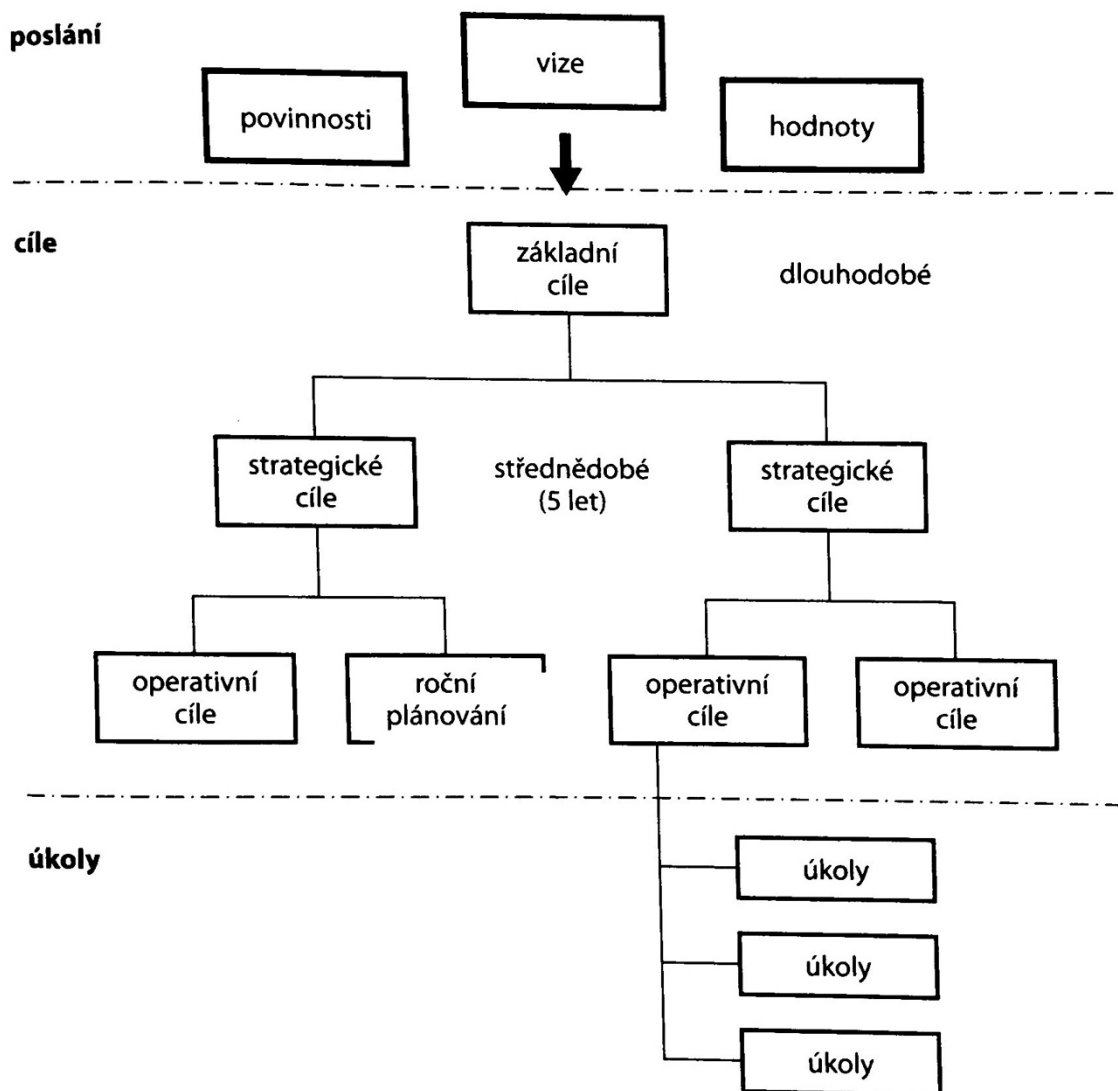 poslání
vize
povinnosti
hodnoty
cíle
základní
cíle
dlouhodobé
strategické
cíle
střednědobé
(5 let)
strategické
cíle
operativní
cíle
roční
plánování
operativní
cíle
operativní
cíle
úkoly
úkoly
úkoly
úkoly